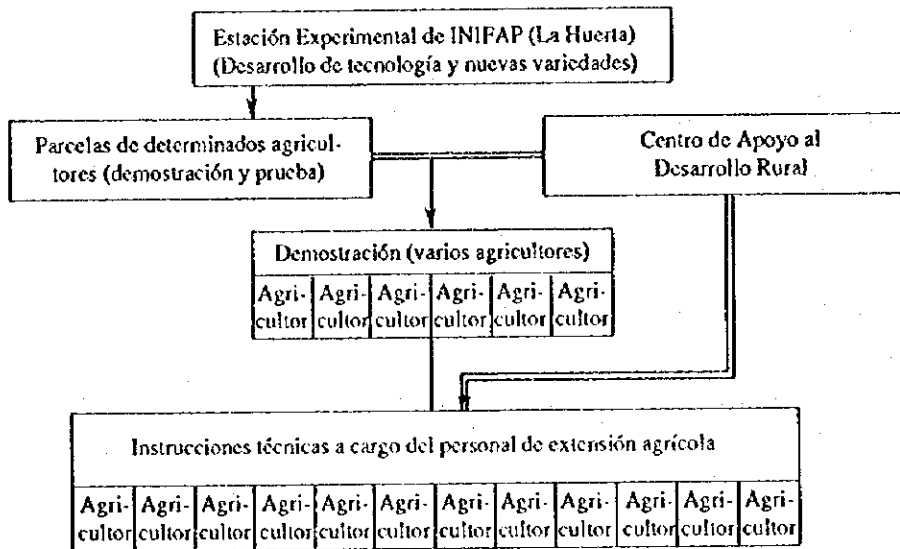 Estación Experimental de INIFAP (La Huerta)
(Desarrollo de tecnología y nuevas variedades)
Parcelas de determinados agricul-
tores (demostración y prueba)
Centro de Apoyo al
Desarrollo Rural
Demostración (varios agricultores)
Agri- Agri- Agri- Agri- Agri- Agri-
cultor cultor cultor cultor cultor cultor
Instrucciones técnicas a cargo del personal de extensión agrícola
Agri- Agri- Agri- Agri- Agri- Agri- Agri- Agri- Agri- Agri- Agri- Agri-
cultor cultor cultor cultor cultor cultor cultor cultor cultor cultor cultor cultor